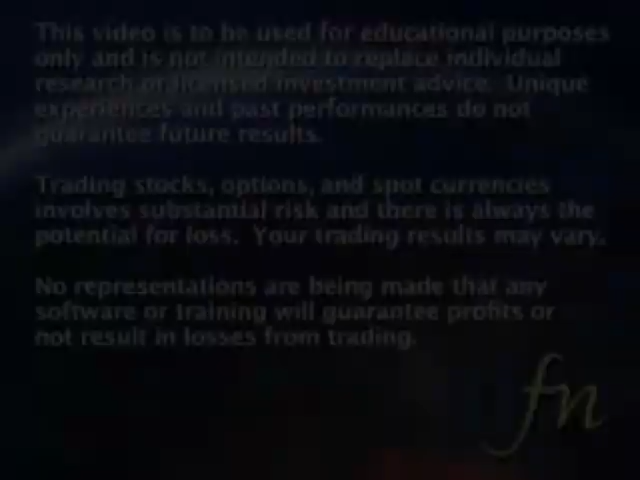 This video is to be used for educational purposes
only and is not intended to replace individual
research or licensed investment advice. Unique
experiences and past performances do not
guarantee future results.
Trading stocks, options, and spot currencies
involves substantial risk and there is always the
potential for loss. Your trading results may vary.
No representations are being made that any
software or training will guarantee profits or
not result in losses from trading.
fn